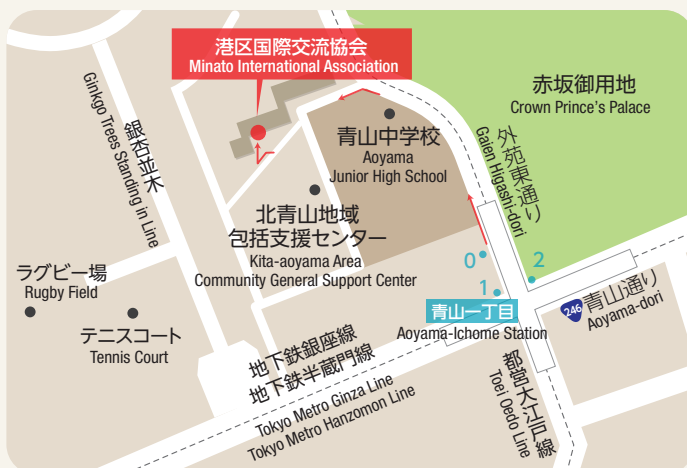 港区国際交流協会
Minato International Association
赤坂御用地
Crown Prince's Palace
銀杏並木
Ginkgo Trees Standing in Line
青山中学校
Aoyama
Junior High School
外苑東通り
Gaien Higashi-dori
北青山地域
包括支援センター
Kita-aoyama Area
Community General Support Center
ラグビー場
Rugby Field
テニスコート
Tennis Court
0
1
2
青山一丁目
Aoyama-Ichome Station
246
青山通り
Aoyama-dori
地下鉄銀座線
地下鉄半蔵門線
Tokyo Metro Ginza Line
Tokyo Metro Hanzomon Line
都営大江戸線
Toei Oedo Line